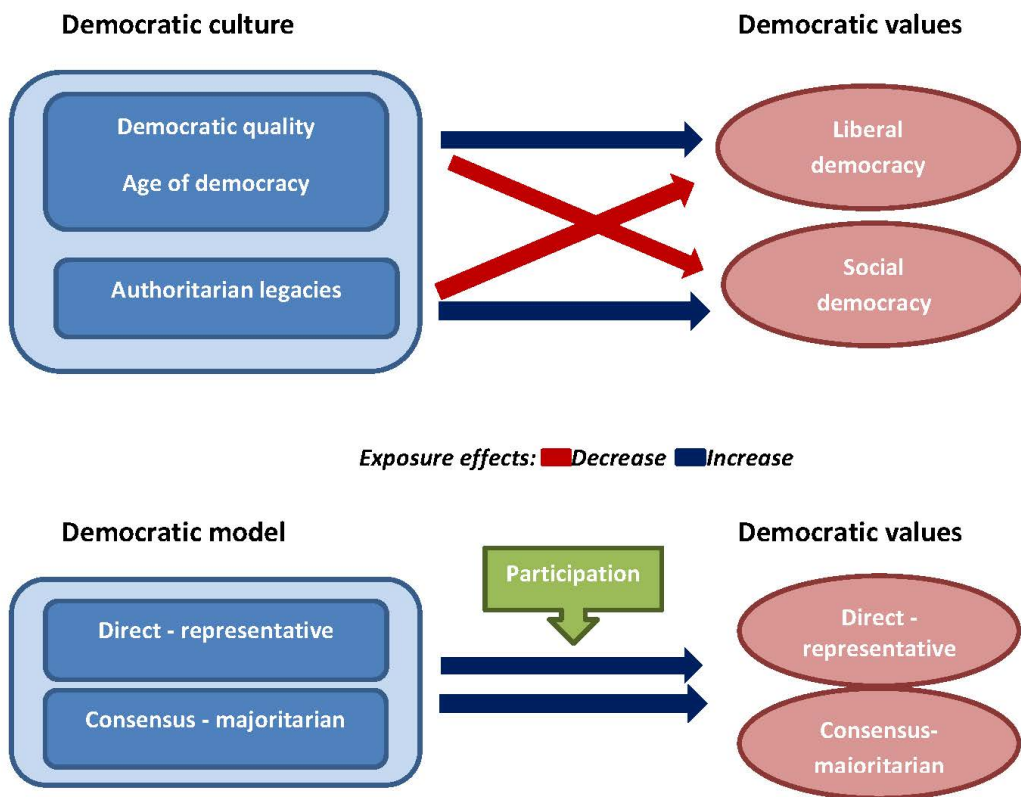 Democratic culture
Democratic values
Democratic quality
Age of democracy
Authoritarian legacies
Liberal
democracy
Social
democracy
Exposure effects: Decrease Increase
Democratic model
Democratic values
Participation
Direct - representative
Consensus - majoritarian
Direct -
representative
Consensus-
maioritarian